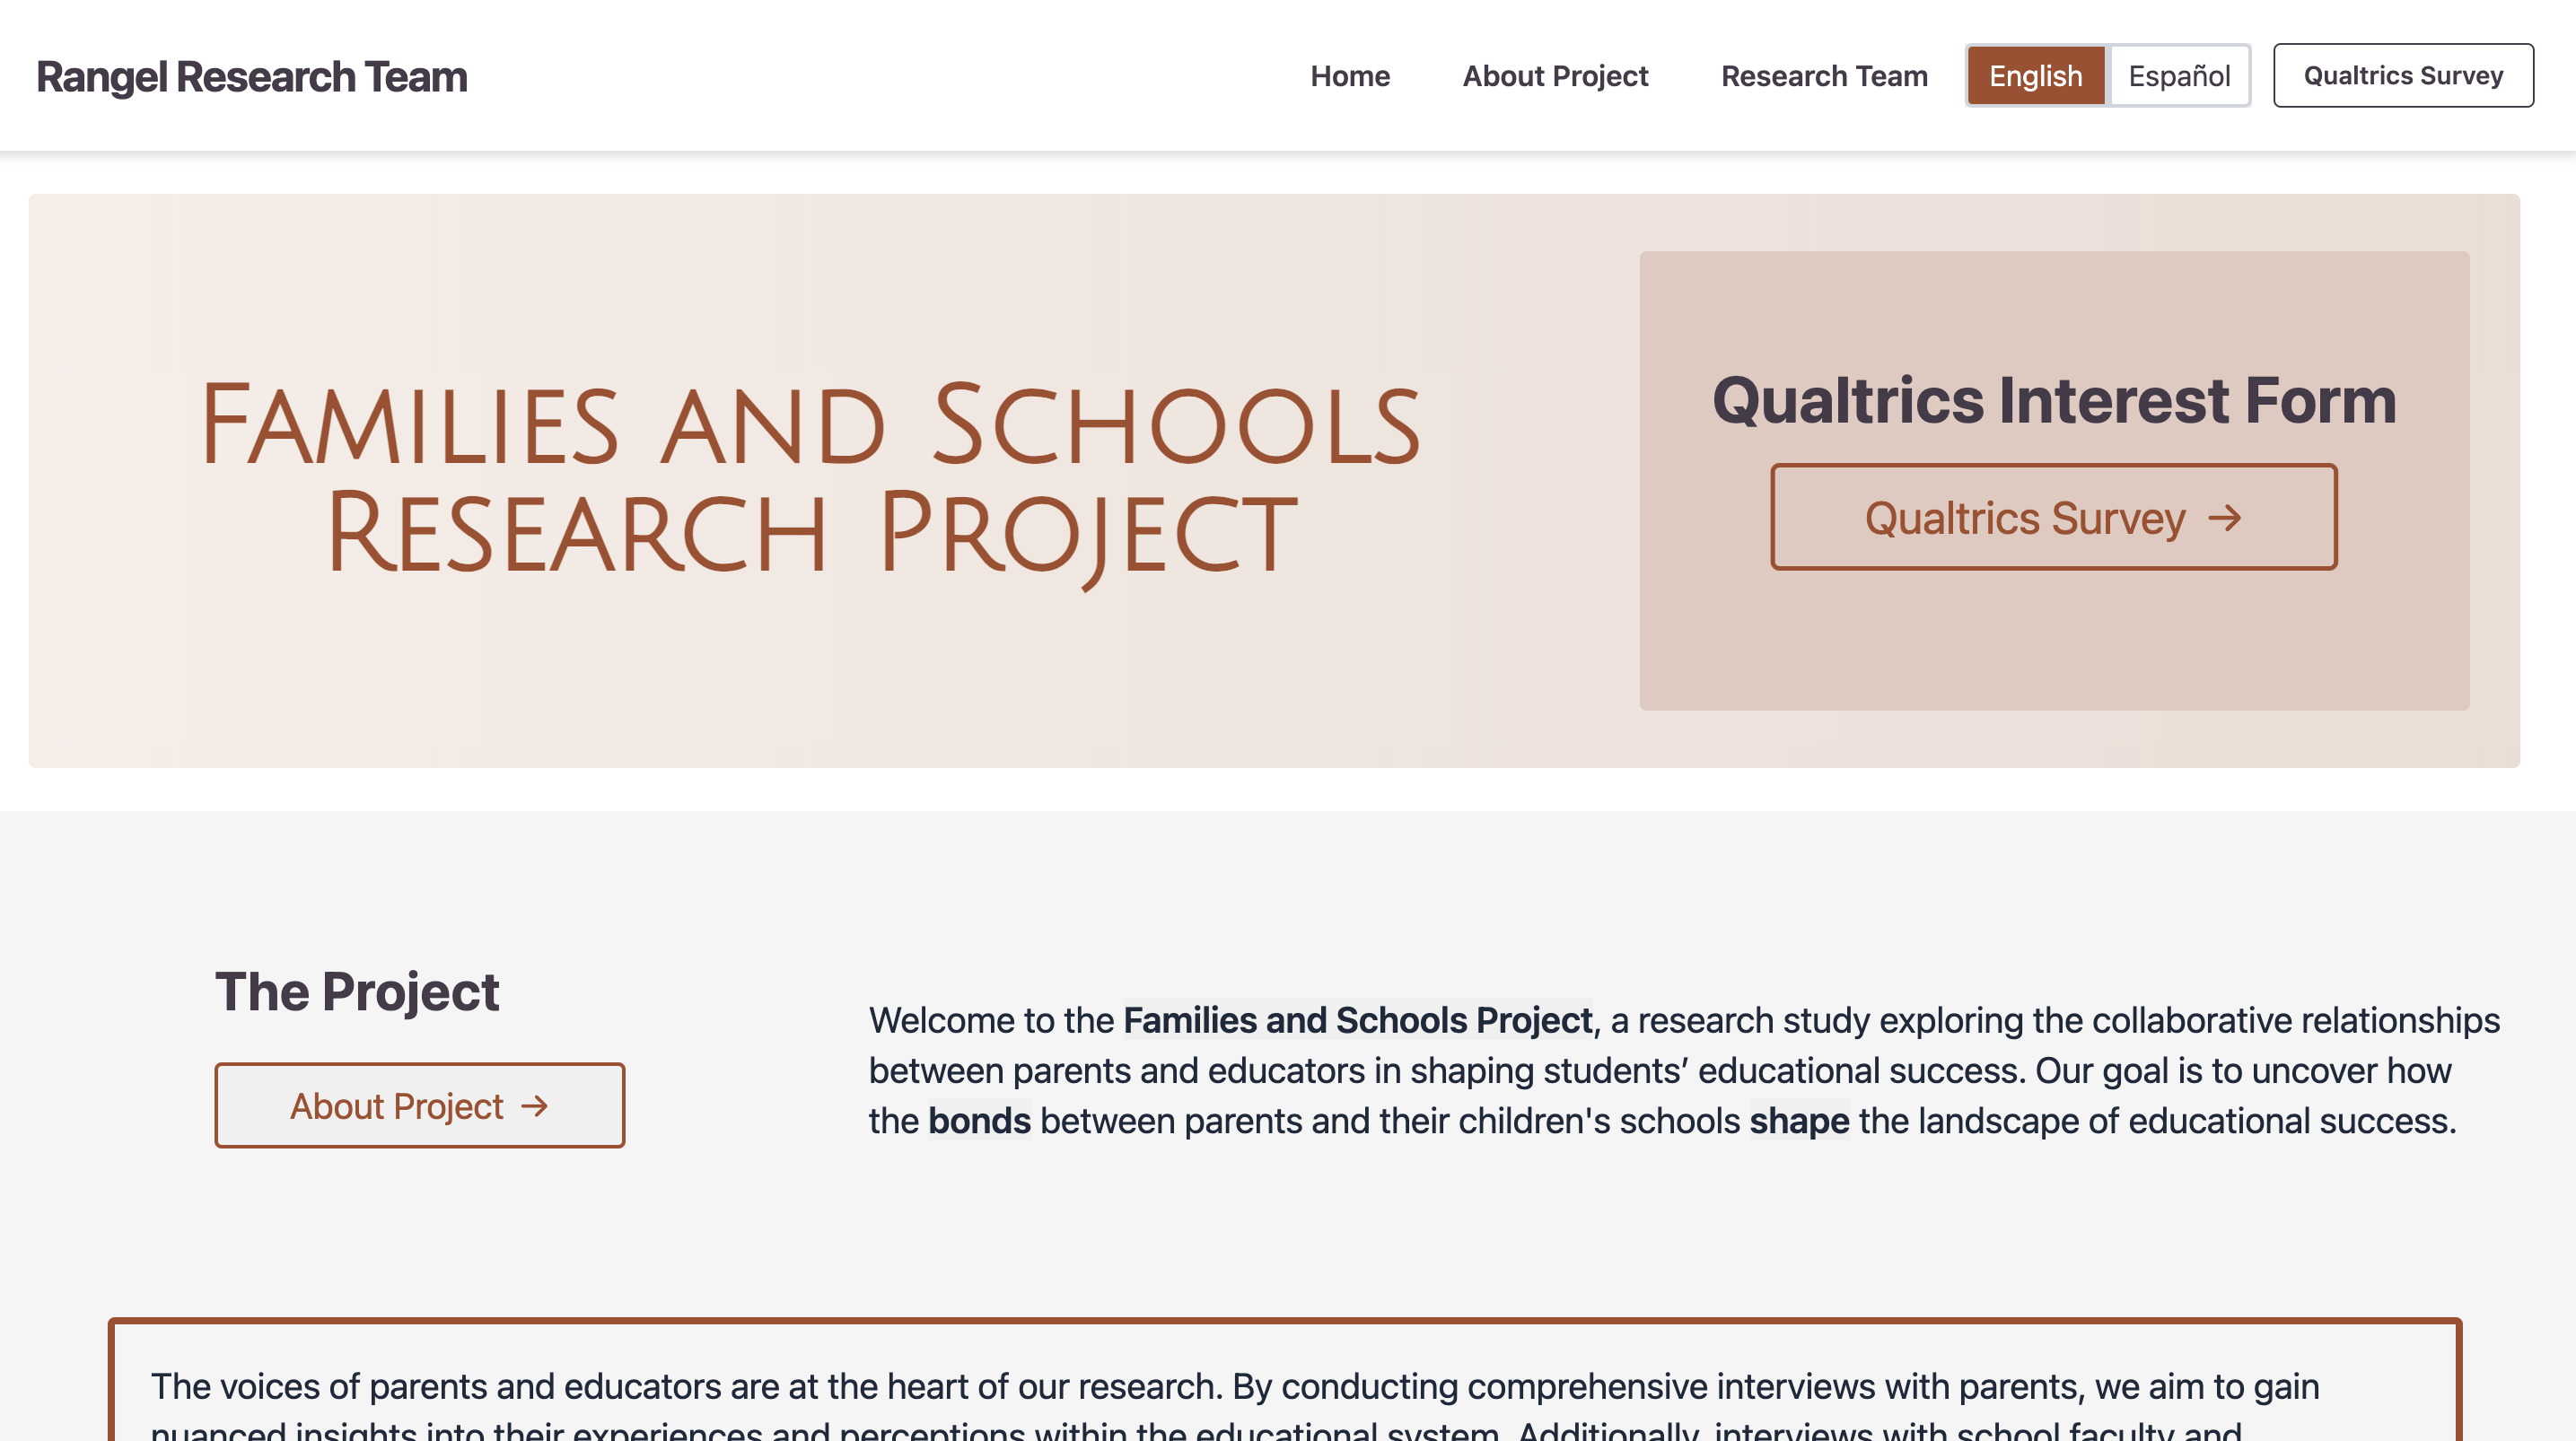 Rangel Research Team
Home
About Project
Research Team
English
Español
Qualtrics Survey
Families and Schools
Research Project
Qualtrics Interest Form
Qualtrics Survey →
The Project
About Project →
Welcome to the Families and Schools Project, a research study exploring the collaborative relationships
between parents and educators in shaping students’ educational success. Our goal is to uncover how
the bonds between parents and their children's schools shape the landscape of educational success.
The voices of parents and educators are at the heart of our research. By conducting comprehensive interviews with parents, we aim to gain
nuanced insights into their experiences and perceptions within the educational system. Additionally, interviews with school faculty and